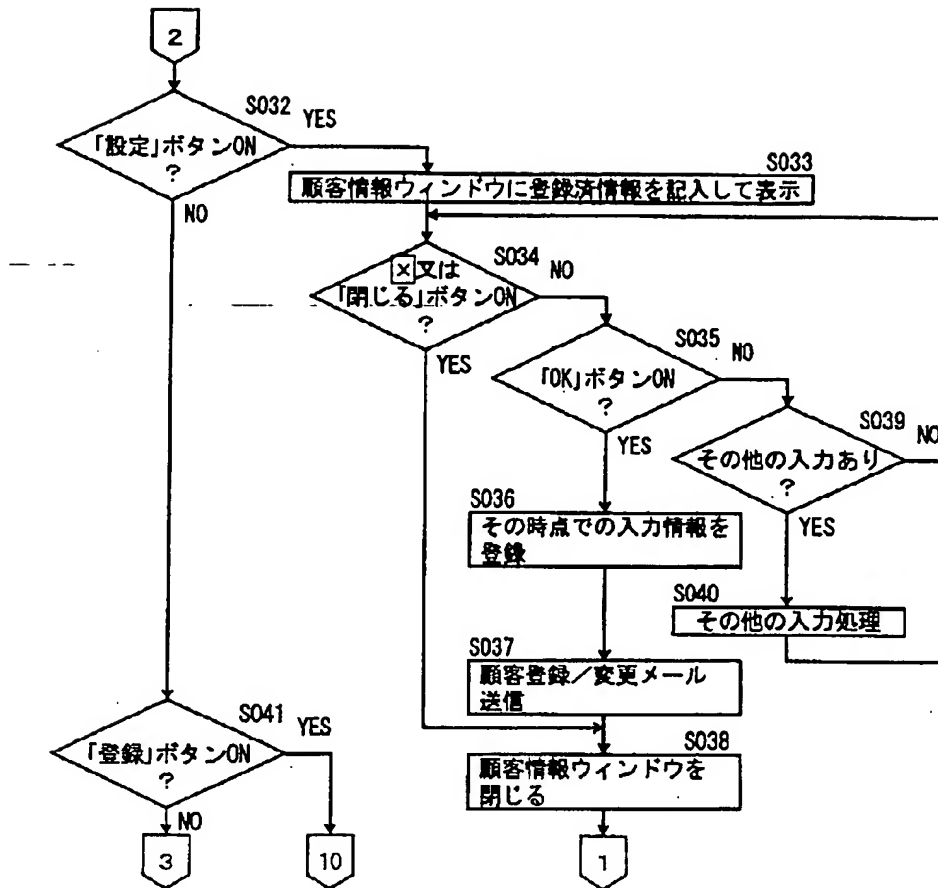 2
S032
YES
「設定」ボタンON
?
NO
S033
顧客情報ウィンドウに登録済情報を記入して表示
S034
NO
×又は
「閉じる」ボタンON
?
YES
S035
NO
「OK」ボタンON
?
YES
S039
NO
その他の入力あり
?
YES
S036
その時点での入力情報を
登録
S040
その他の入力処理
S037
顧客登録/変更メール
送信
S041
YES
「登録」ボタンON
?
NO
S038
顧客情報ウィンドウを
閉じる
3
10
1